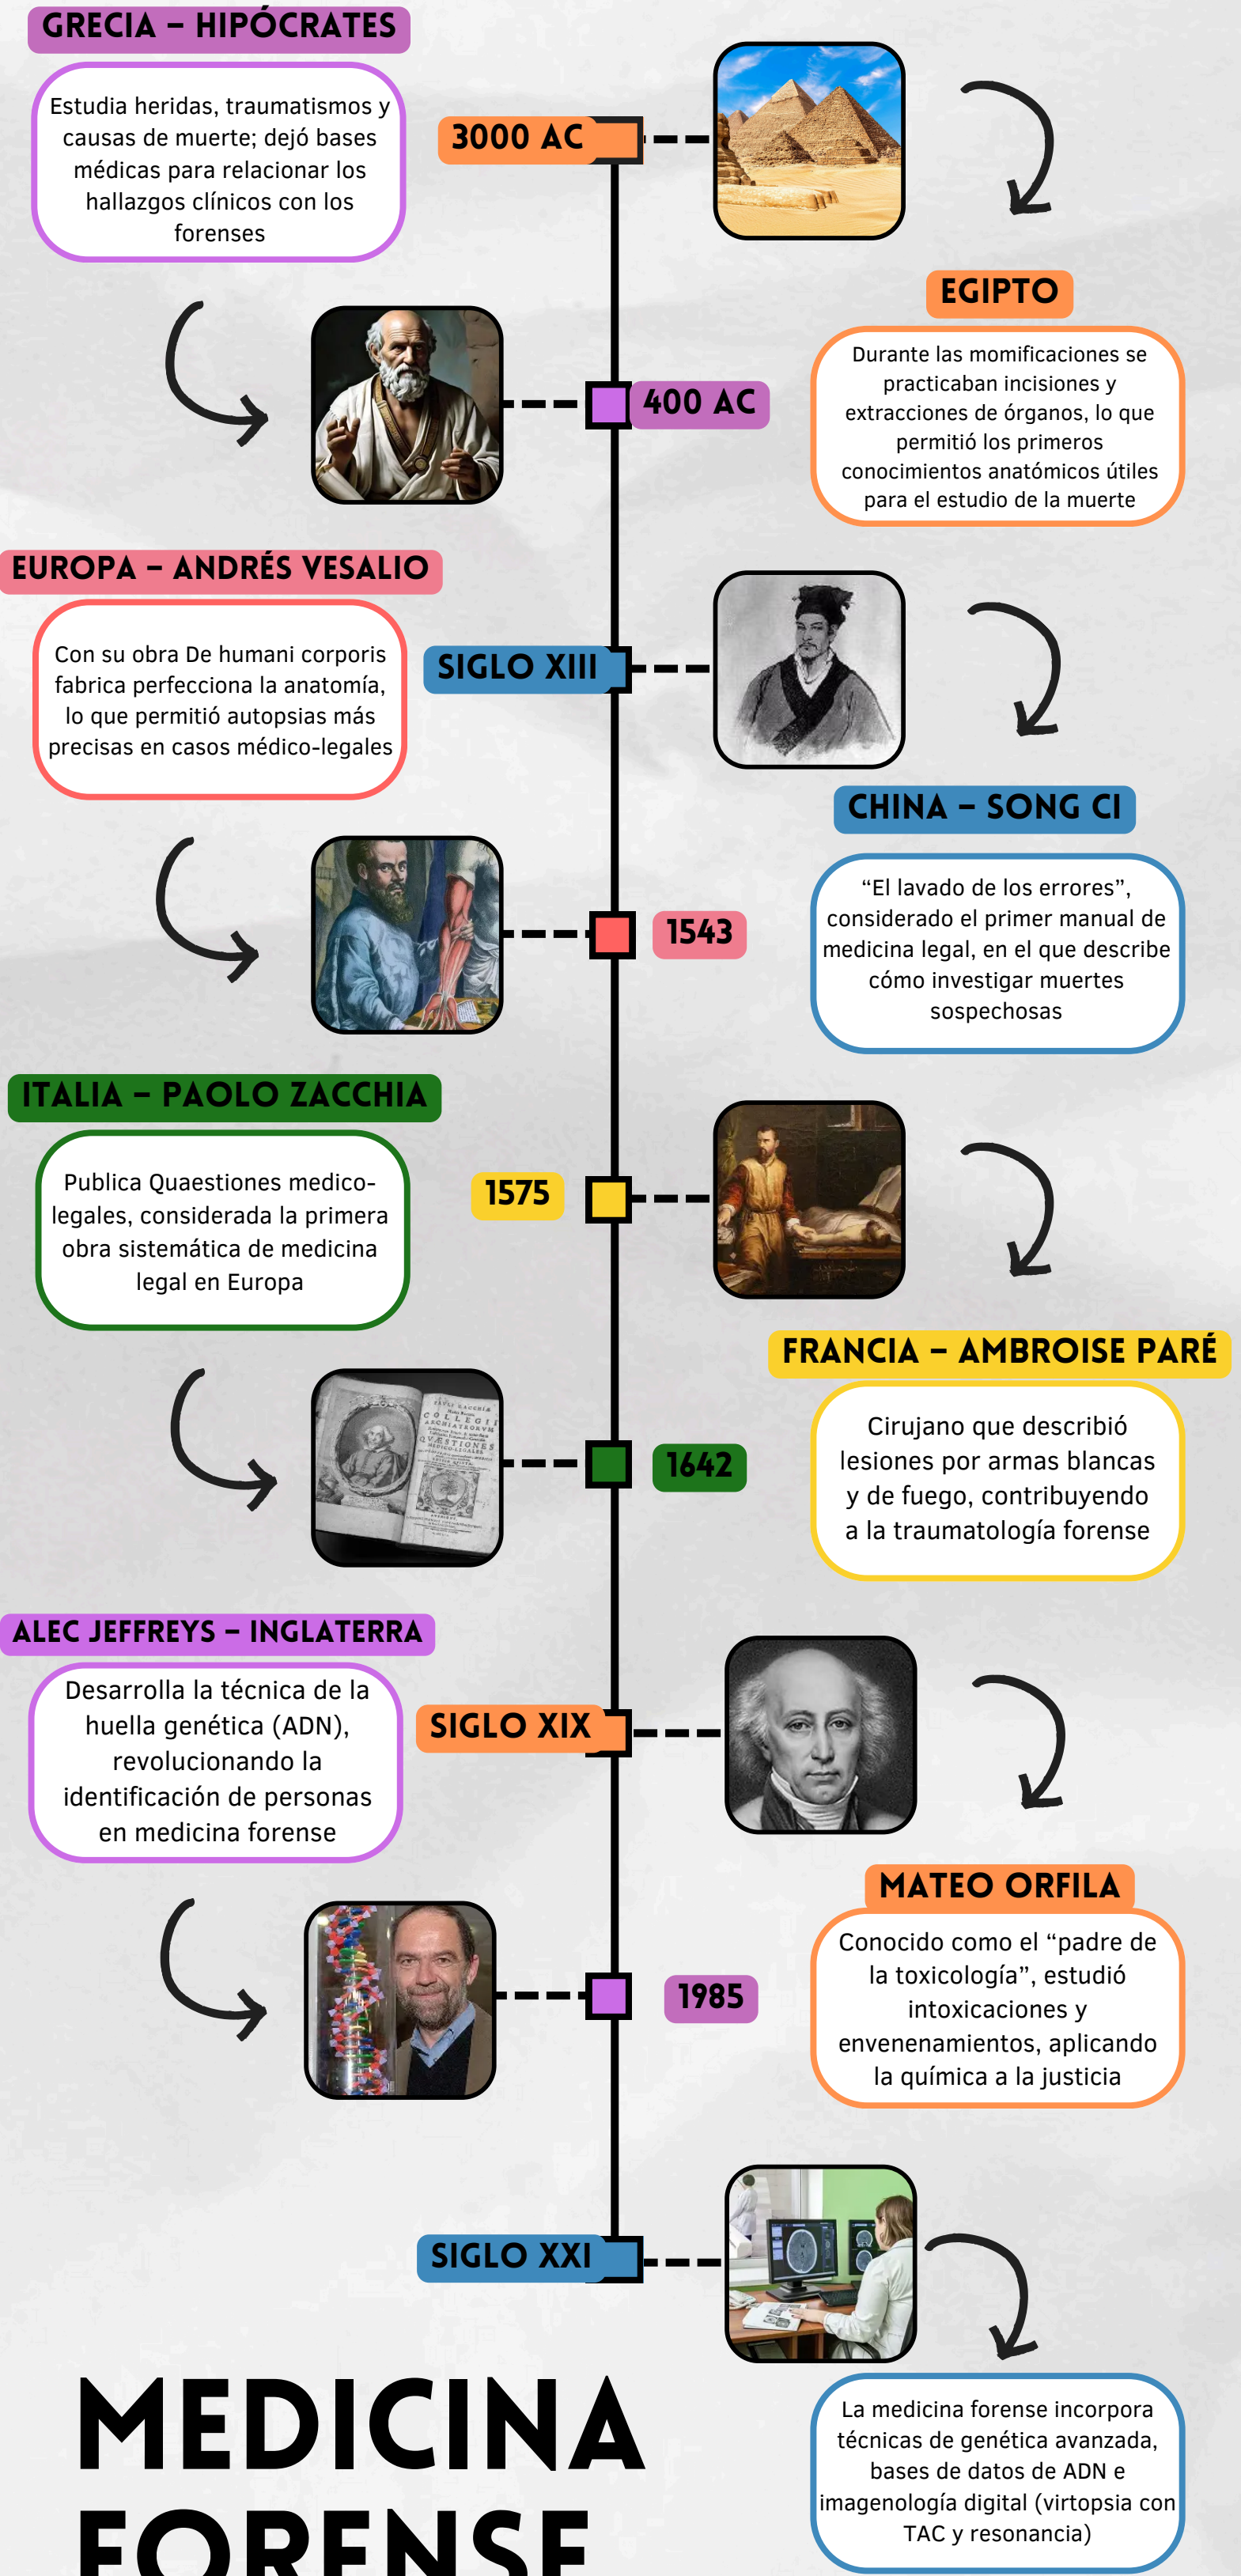 GRECIA – HIPÓCRATES
Estudia heridas, traumatismos y
causas de muerte; dejó bases
médicas para relacionar los
hallazgos clínicos con los
forenses
3000 AC
EGIPTO
Durante las momificaciones se
practicaban incisiones y
extracciones de órganos, lo que
permitió los primeros
conocimientos anatómicos útiles
para el estudio de la muerte
400 AC
EUROPA – ANDRÉS VESALIO
Con su obra De humani corporis
fabrica perfecciona la anatomía,
lo que permitió autopsias más
precisas en casos médico-legales
SIGLO XIII
CHINA – SONG CI
“El lavado de los errores”,
considerado el primer manual de
medicina legal, en el que describe
cómo investigar muertes
sospechosas
1543
ITALIA – PAOLO ZACCHIA
Publica Quaestiones medico-
legales, considerada la primera
obra sistemática de medicina
legal en Europa
1575
FRANCIA – AMBROISE PARÉ
Cirujano que describió
lesiones por armas blancas
y de fuego, contribuyendo
a la traumatología forense
COLLEGII
ARCHIATRORVM
QVÆSTIONES
1642
ALEC JEFFREYS – INGLATERRA
Desarrolla la técnica de la
huella genética (ADN),
revolucionando la
identificación de personas
en medicina forense
SIGLO XIX
MATEO ORFILA
Conocido como el “padre de
la toxicología”, estudió
intoxicaciones y
envenenamientos, aplicando
la química a la justicia
1985
SIGLO XXI
La medicina forense incorpora
técnicas de genética avanzada,
bases de datos de ADN e
imagenología digital (virtopsia con
TAC y resonancia)
MEDICINA
FORENSE